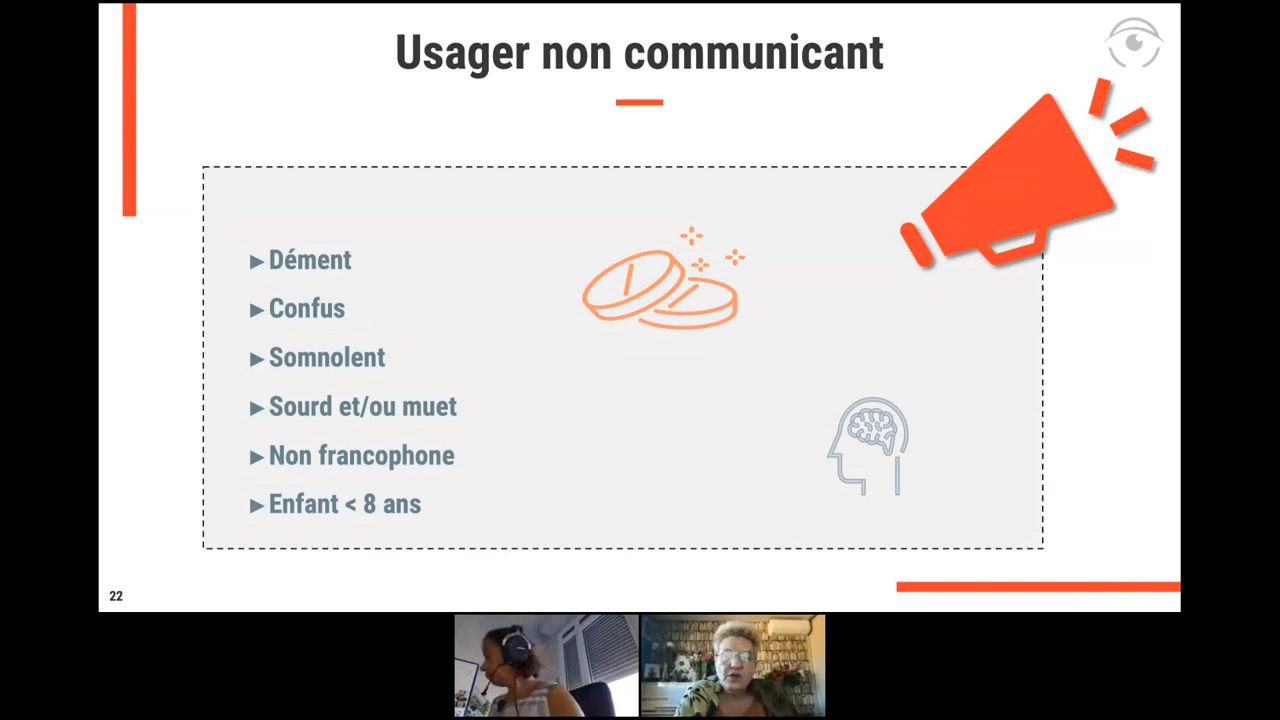 Usager non communicant
►Dément
►Confus
►Somnolent
►Sourd et/ou muet
►Non francophone
►Enfant < 8 ans
22